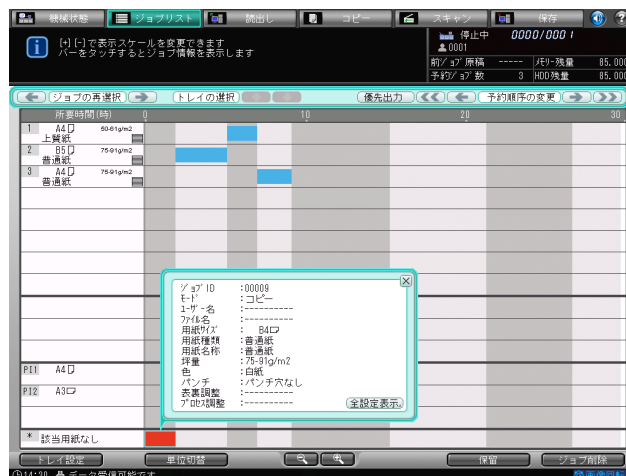 機械状態 ジョブリスト 読出し コピー スキャン 保存
[+] [-]で表示スケールを変更できます
バーをタッチするとジョブ情報を表示します
停止中 0000/000 1
0001
前ジョブ原稿 ----- メモリー残量 85.000
予約ジョブ数 3 HDD残量 85.000
ジョブの再選択 トレイの選択 優先出力 予約順序の変更
所要時間(時) 0 10 20 30
1 A4 60-61g/m2
上質紙
2 B5 75-91g/m2
普通紙
3 A4 75-91g/m2
普通紙
ジョブID :00009
モード :コピー
ユーザー名 :----------
ファイル名 :----------
用紙サイズ : B4
用紙種類 :普通紙
用紙名称 :普通紙
坪量 :75-91g/m2
色 :白紙
パンチ :パンチ穴なし
表裏調整 :----------
プロセス調整 :---------- 全設定表示
PI1 A4
PI2 A3
* 該当用紙なし
トレイ設定 単位切替 保留 ジョブ削除
14:30 データ受信可能です 画像回転